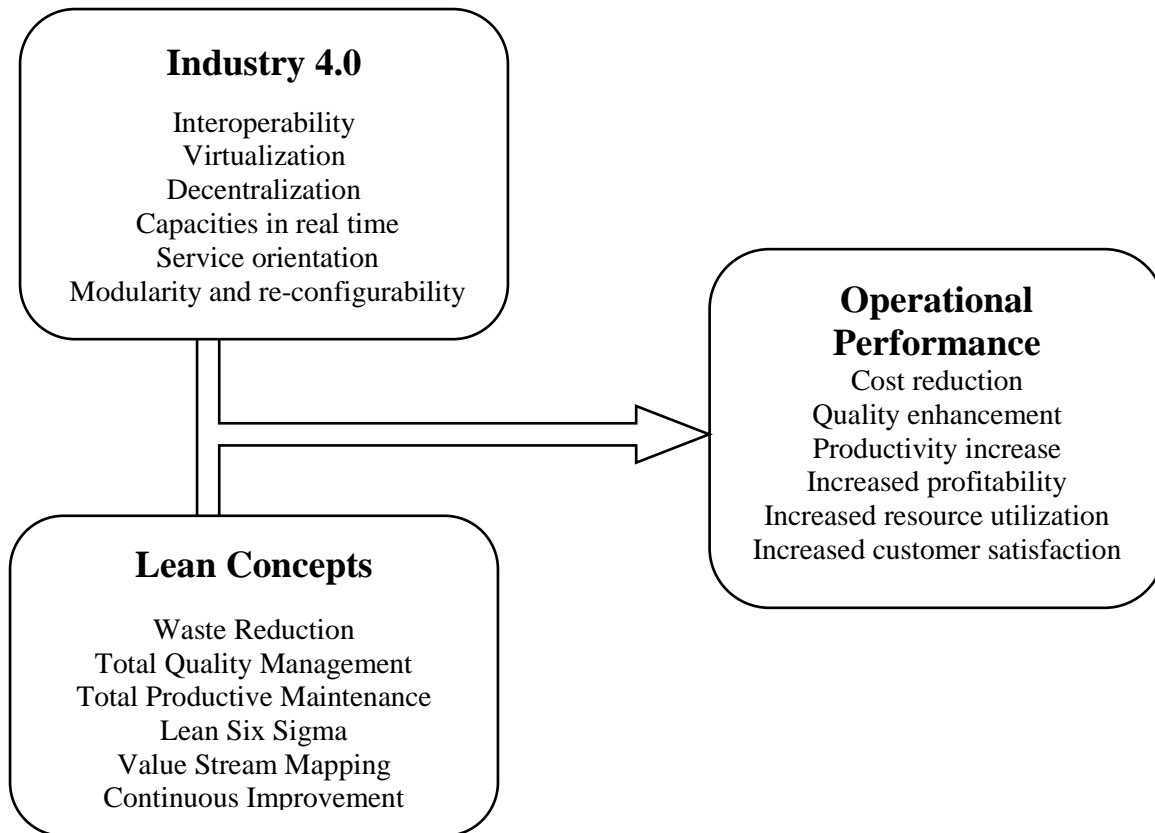 Industry 4.0
Interoperability
Virtualization
Decentralization
Capacities in real time
Service orientation
Modularity and re-configurability
Operational
Performance
Cost reduction
Quality enhancement
Productivity increase
Increased profitability
Increased resource utilization
Increased customer satisfaction
Lean Concepts
Waste Reduction
Total Quality Management
Total Productive Maintenance
Lean Six Sigma
Value Stream Mapping
Continuous Improvement